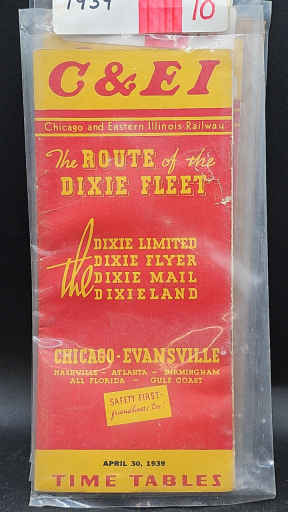 1939
10
C&EI
Chicago and Eastern Illinois Railway
The ROUTE of the
DIXIE FLEET
the
DIXIE LIMITED
DIXIE FLYER
DIXIE MAIL
DIXIELAND
CHICAGO-EVANSVILLE
NASHVILLE - ATLANTA - BIRMINGHAM
ALL FLORIDA - GULF COAST
SAFETY FIRST-
APRIL 30, 1939
TIME TABLES